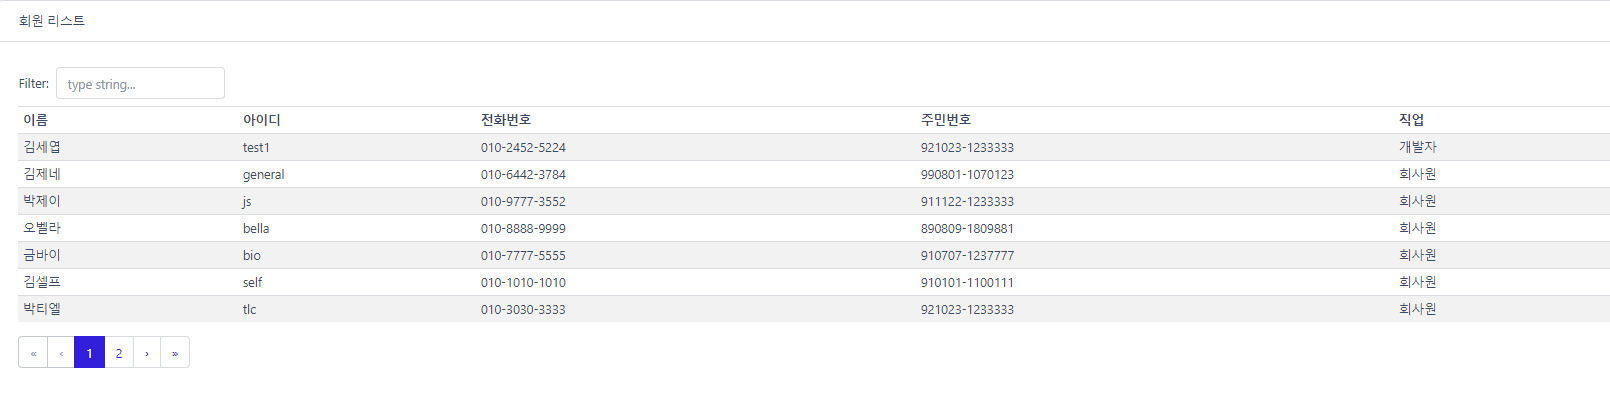 회원 리스트
Filter: type string...
이름 아이디 전화번호 주민번호 직업
김세엽 test1 010-2452-5224 921023-1233333 개발자
김제네 general 010-6442-3784 990801-1070123 회사원
박제이 js 010-9777-3552 911122-1233333 회사원
오벨라 bella 010-8888-9999 890809-1809881 회사원
금바이 bio 010-7777-5555 910707-1237777 회사원
김셀프 self 010-1010-1010 910101-1100111 회사원
박티엘 tlc 010-3030-3333 921023-1233333 회사원
« ‹ 1 2 › »